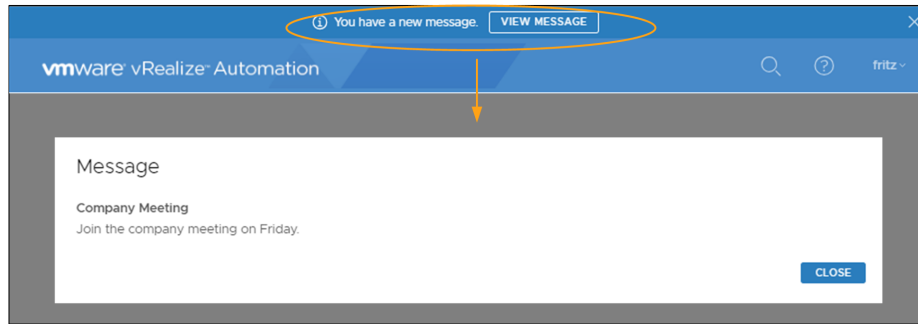 You have a new message. VIEW MESSAGE
vmware® vRealize™ Automation
fritz
Message
Company Meeting
Join the company meeting on Friday.
CLOSE